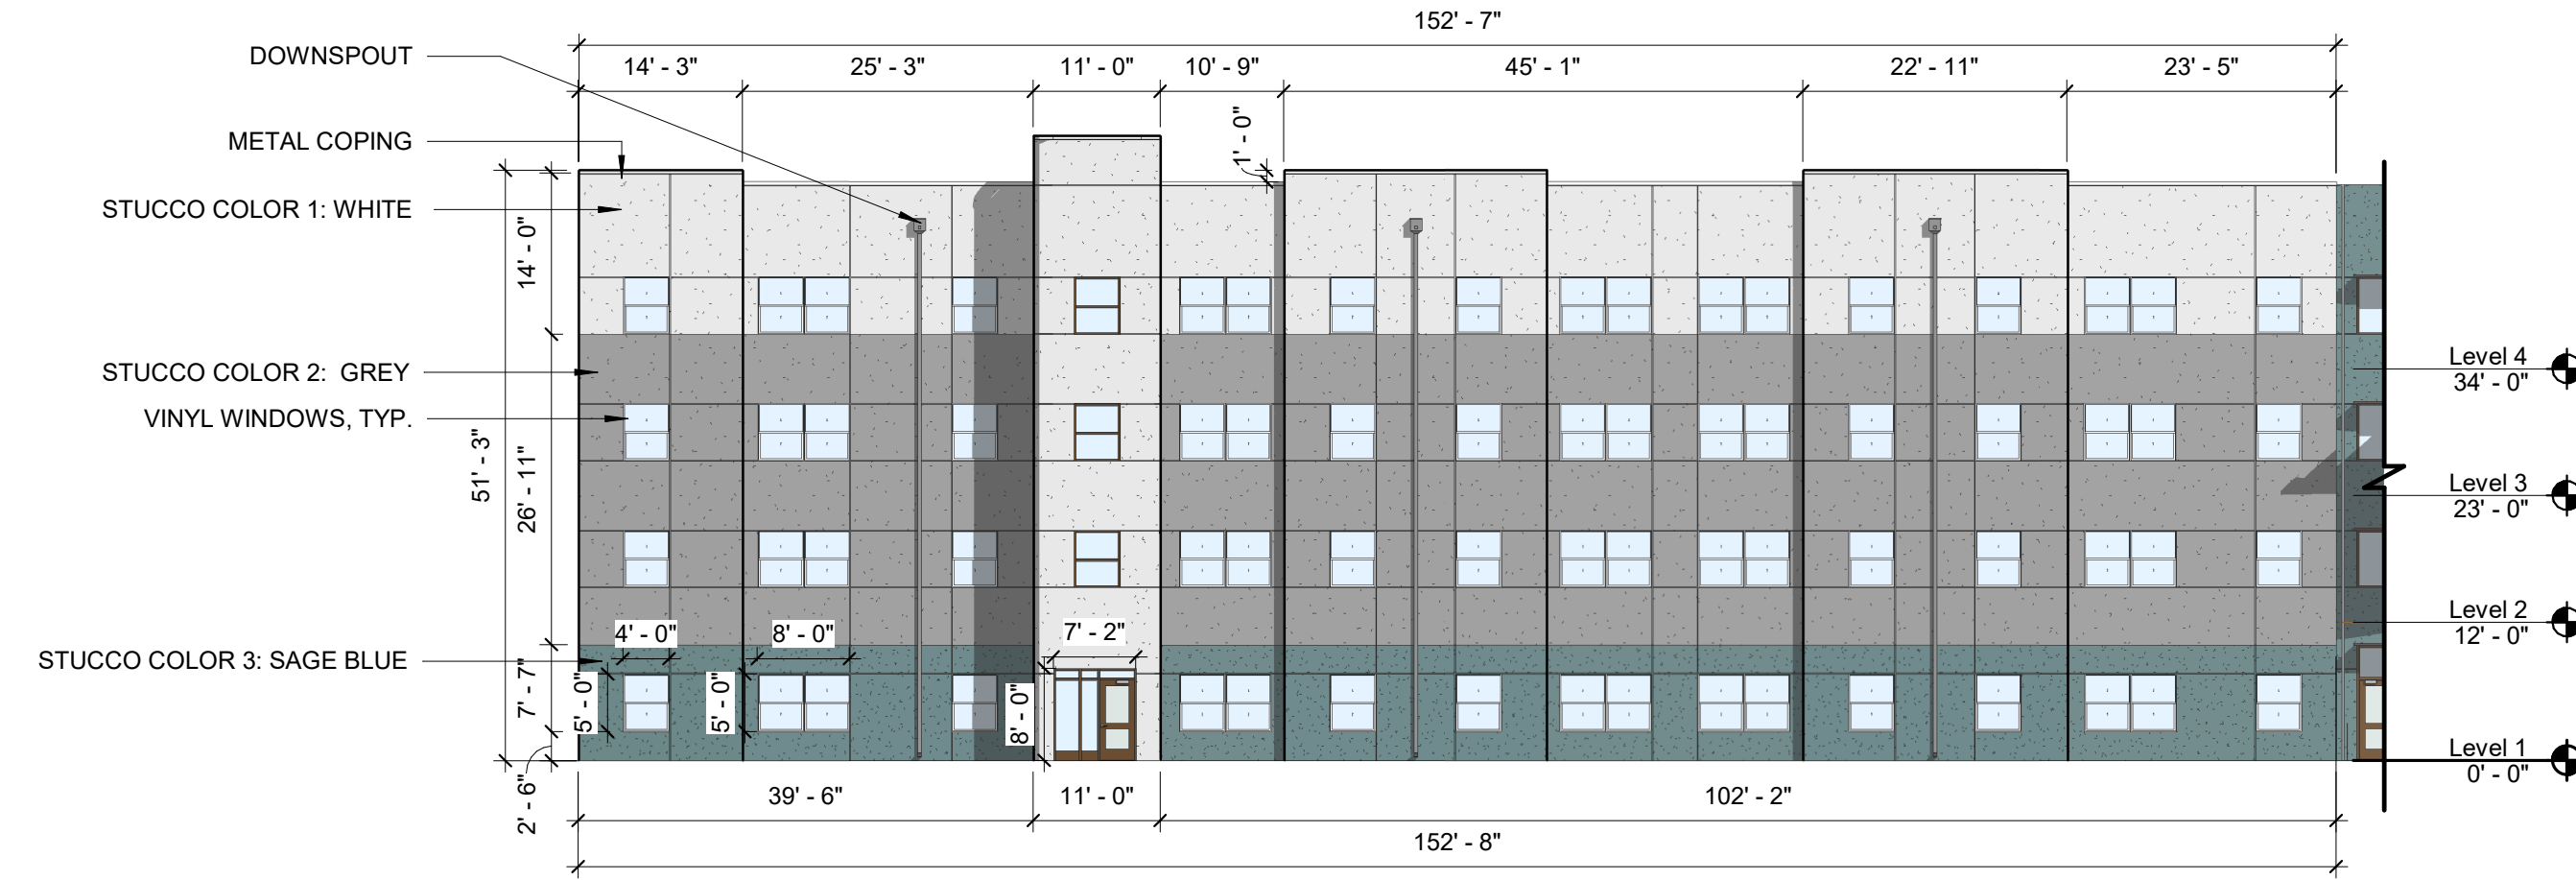 152' - 7"
DOWNSPOUT
14' - 3"
25' - 3"
11' - 0"
10' - 9"
45' - 1"
22' - 11"
23' - 5"
1' - 0"
METAL COPING
STUCCO COLOR 1: WHITE
14' - 0"
STUCCO COLOR 2:  GREY
Level 4
34' - 0"
VINYL WINDOWS, TYP.
51' - 3"
26' - 11"
Level 3
23' - 0"
Level 2
12' - 0"
4' - 0"
8' - 0"
7' - 2"
STUCCO COLOR 3: SAGE BLUE
7' - 7"
5' - 0"
5' - 0"
8' - 0"
Level 1
0' - 0"
2' - 6"
39' - 6"
11' - 0"
102' - 2"
152' - 8"